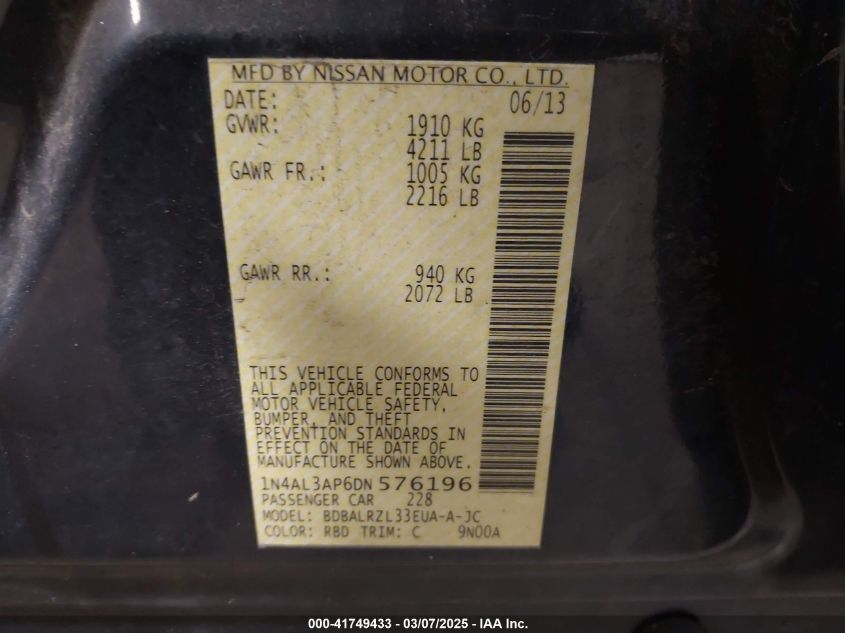 MFD BY NISSAN MOTOR CO., LTD.
DATE: 06/13
GVWR: 1910 KG
4211 LB
GAWR FR.: 1005 KG
2216 LB
GAWR RR.: 940 KG
2072 LB
THIS VEHICLE CONFORMS TO
ALL APPLICABLE FEDERAL
MOTOR VEHICLE SAFETY,
BUMPER, AND THEFT
PREVENTION STANDARDS IN
EFFECT ON THE DATE OF
MANUFACTURE SHOWN ABOVE.
1N4AL3AP6DN576196
PASSENGER CAR 228
MODEL: BDBALRZL33EUA-A-JC
COLOR: RBD TRIM: C 9N00A
000-41749433 - 03/07/2025 - IAA Inc.